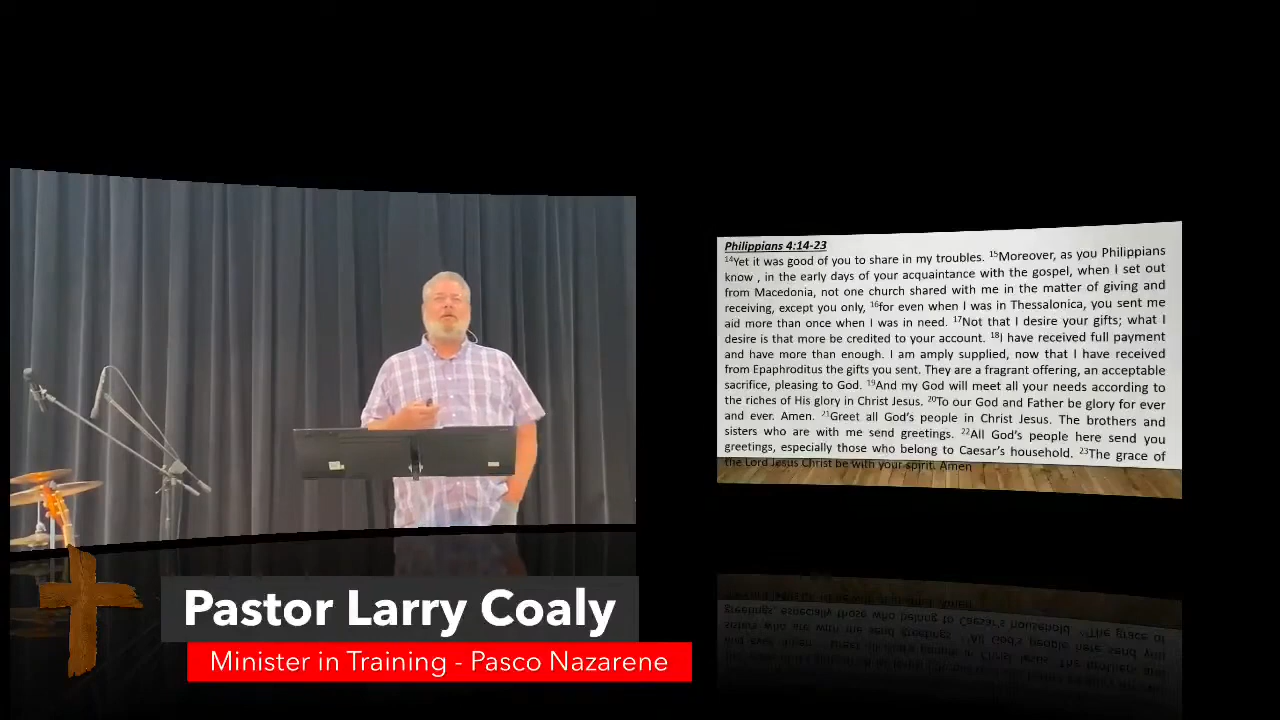 Philippians 4:14-23
¹⁴Yet it was good of you to share in my troubles. ¹⁵Moreover, as you Philippians
know , in the early days of your acquaintance with the gospel, when I set out
from Macedonia, not one church shared with me in the matter of giving and
receiving, except you only, ¹⁶for even when I was in Thessalonica, you sent me
aid more than once when I was in need. ¹⁷Not that I desire your gifts; what I
desire is that more be credited to your account. ¹⁸I have received full payment
and have more than enough. I am amply supplied, now that I have received
from Epaphroditus the gifts you sent. They are a fragrant offering, an acceptable
sacrifice, pleasing to God. ¹⁹And my God will meet all your needs according to
the riches of His glory in Christ Jesus. ²⁰To our God and Father be glory for ever
and ever. Amen. ²¹Greet all God's people in Christ Jesus. The brothers and
sisters who are with me send greetings. ²²All God's people here send you
greetings, especially those who belong to Caesar's household. ²³The grace of
the Lord Jesus Christ be with your spirit. Amen
Pastor Larry Coaly
Minister in Training - Pasco Nazarene